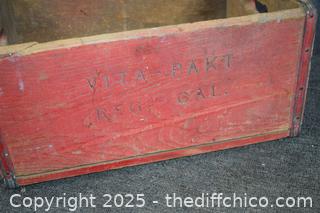 VITA-PAKT
REG. CAL.
Copyright 2025 - thediffchico.com